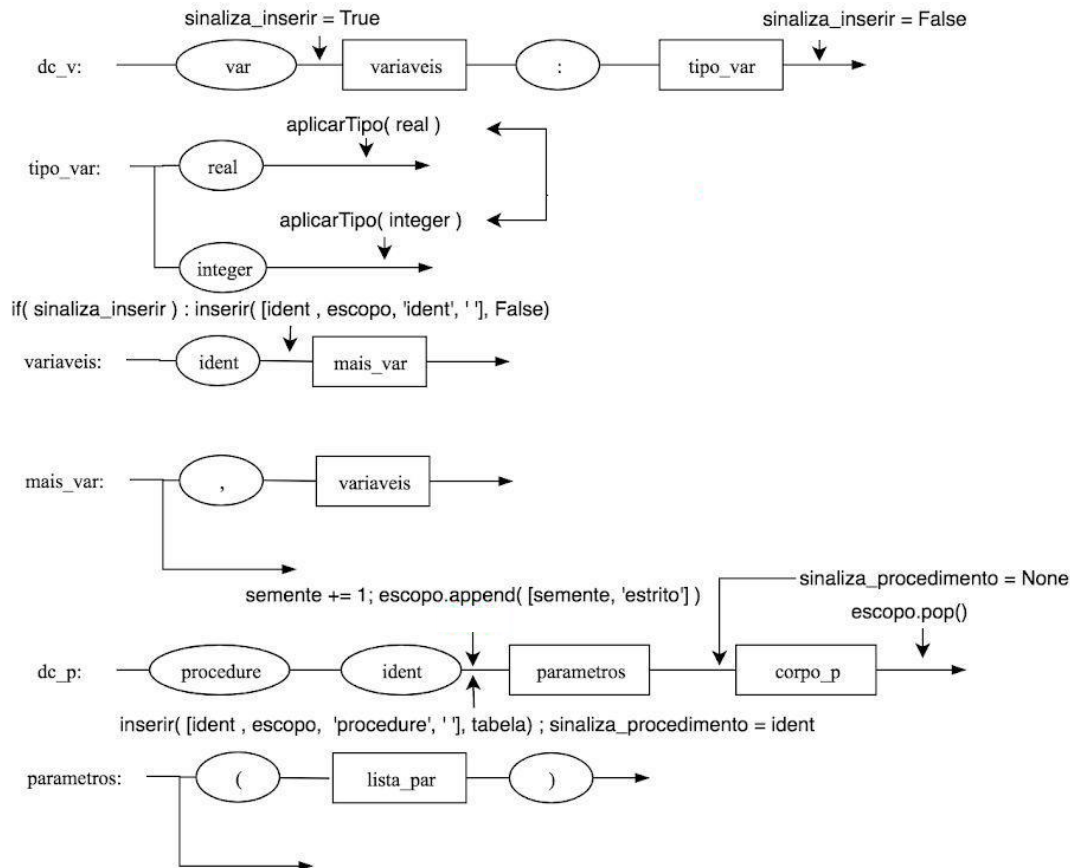 sinaliza_inserir = True
sinaliza_inserir = False
dc_v: var variaveis : tipo_var
aplicarTipo( real )
tipo_var: real
aplicarTipo( integer )
integer
if( sinaliza_inserir ) : inserir( [ident , escopo, 'ident', ' '], False)
variaveis: ident mais_var
mais_var: , variaveis
sinaliza_procedimento = None
semente += 1; escopo.append( [semente, 'estrito'] )
escopo.pop()
dc_p: procedure ident parametros corpo_p
inserir( [ident , escopo, 'procedure', ' '], tabela) ; sinaliza_procedimento = ident
parametros: ( lista_par )